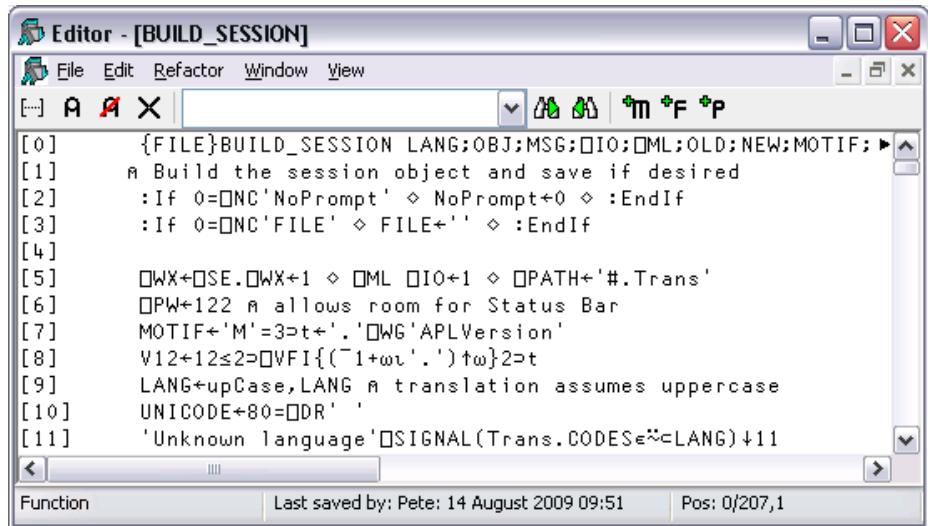 Editor - [BUILD_SESSION]
File Edit Refactor Window View
[0] {FILE}BUILD_SESSION LANG;OBJ;MSG;⎕IO;⎕ML;OLD;NEW;MOTIF;
[1] ⍝ Build the session object and save if desired
[2] :If 0=⎕NC'NoPrompt' ⋄ NoPrompt←0 ⋄ :EndIf
[3] :If 0=⎕NC'FILE' ⋄ FILE←'' ⋄ :EndIf
[4]
[5] ⎕WX←⎕SE.⎕WX←1 ⋄ ⎕ML ⎕IO←1 ⋄ ⎕PATH←'#.Trans'
[6] ⎕PW←122 ⍝ allows room for Status Bar
[7] MOTIF←'M'=3⊃t←'.'⎕WG'APLVersion'
[8] V12←12≤2⊃⎕VFI{(¯1+⍵⍳'.')↑⍵}2⊃t
[9] LANG←upCase,LANG ⍝ translation assumes uppercase
[10] UNICODE←80=⎕DR' '
[11] 'Unknown language'⎕SIGNAL(Trans.CODES∊⍨⊂LANG)↓11
Function Last saved by: Pete: 14 August 2009 09:51 Pos: 0/207,1